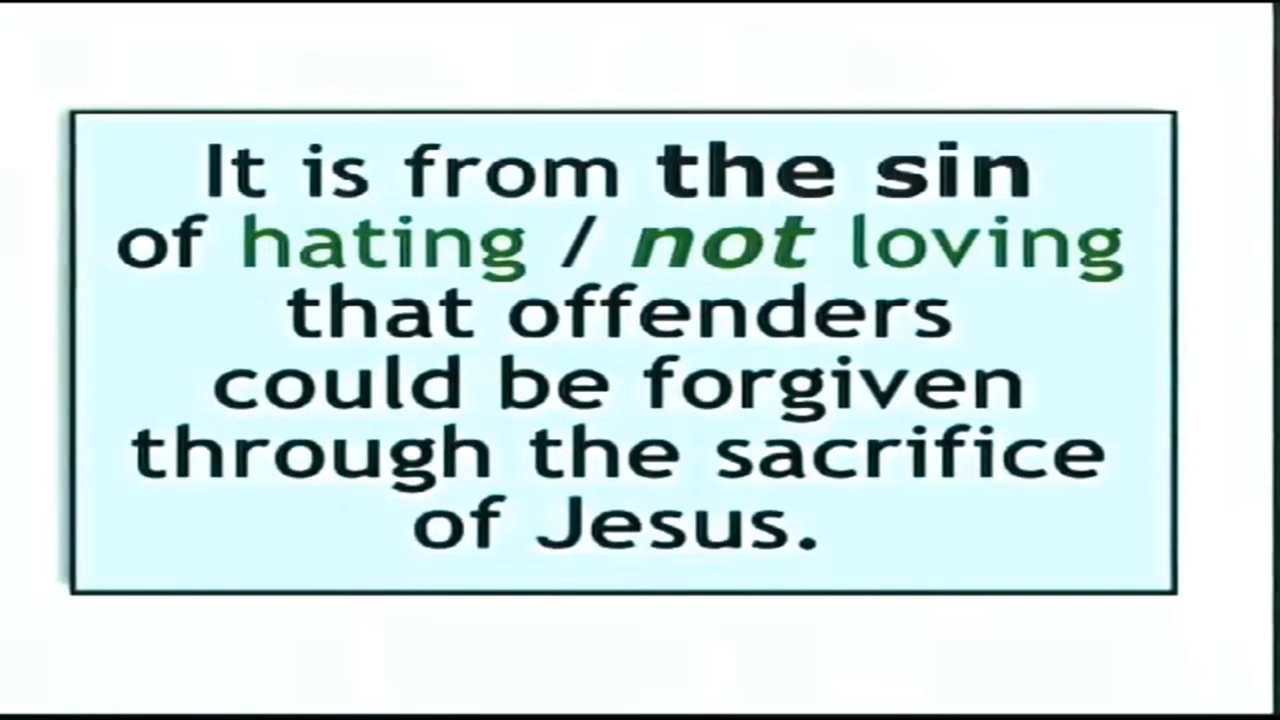 It is from the sin
of hating / not loving
that offenders
could be forgiven
through the sacrifice
of Jesus.